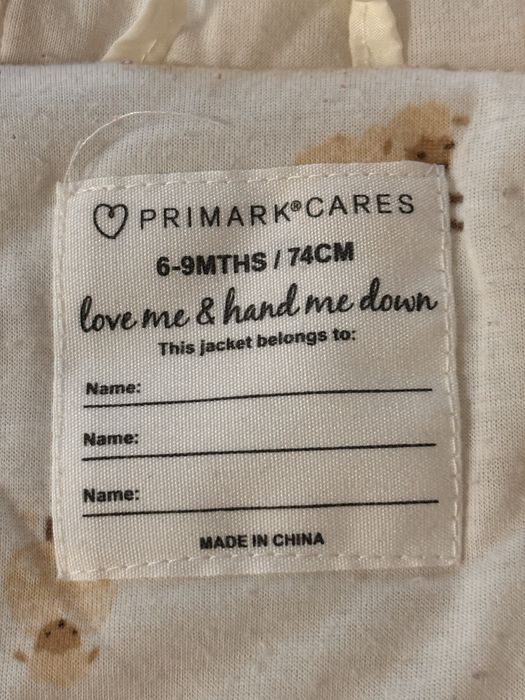 PRIMARK®CARES
6-9MTHS / 74CM
love me & hand me down
This jacket belongs to:
Name:
Name:
Name:
MADE IN CHINA